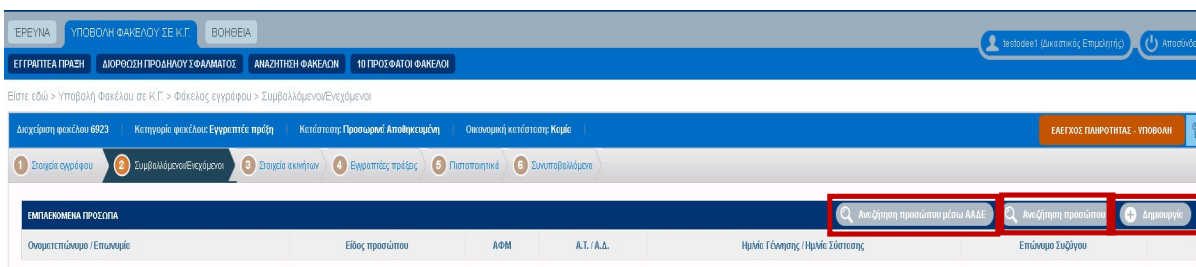 ΈΡΕΥΝΑ ΥΠΟΒΟΛΗ ΦΑΚΕΛΟΥ ΣΕ Κ.Γ. ΒΟΗΘΕΙΑ
testodee1 (Δικαστικός Επιμελητής)
ΕΓΓΡΑΠΤΕΑ ΠΡΑΞΗ ΔΙΟΡΘΩΣΗ ΠΡΟΔΗΛΟΥ ΣΦΑΛΜΑΤΟΣ ΑΝΑΖΗΤΗΣΗ ΦΑΚΕΛΩΝ 10 ΠΡΟΣΦΑΤΟΙ ΦΑΚΕΛΟΙ
Είστε εδώ > Υποβολή Φακέλου σε Κ.Γ. > Φάκελος εγγράφου > Συμβαλλόμενοι/Ενεχόμενοι
Διαχείριση φακέλου 6923 Κατηγορία φακέλου: Εγγραπτέα πράξη Κατάσταση: Προσωρινά Αποθηκευμένη Οικονομική κατάσταση: Καμία ΕΛΕΓΧΟΣ ΠΛΗΡΟΤΗΤΑΣ - ΥΠΟΒΟΛΗ
1 Στοιχεία εγγράφου 2 Συμβαλλόμενοι/Ενεχόμενοι 3 Στοιχεία ακινήτων 4 Εγγραπτέες πράξεις 5 Πιστοποιητικά 6 Συνυποβαλλόμενα
ΕΜΠΛΕΚΟΜΕΝΑ ΠΡΟΣΩΠΑ Αναζήτηση προσώπου μέσω ΑΑΔΕ Αναζήτηση προσώπου Δημιουργία
Ονοματεπώνυμο / Επωνυμία Είδος προσώπου ΑΦΜ Α.Τ. / Α.Δ. Ημ/νία Γέννησης / Ημ/νία Σύστασης Επώνυμο Συζύγου